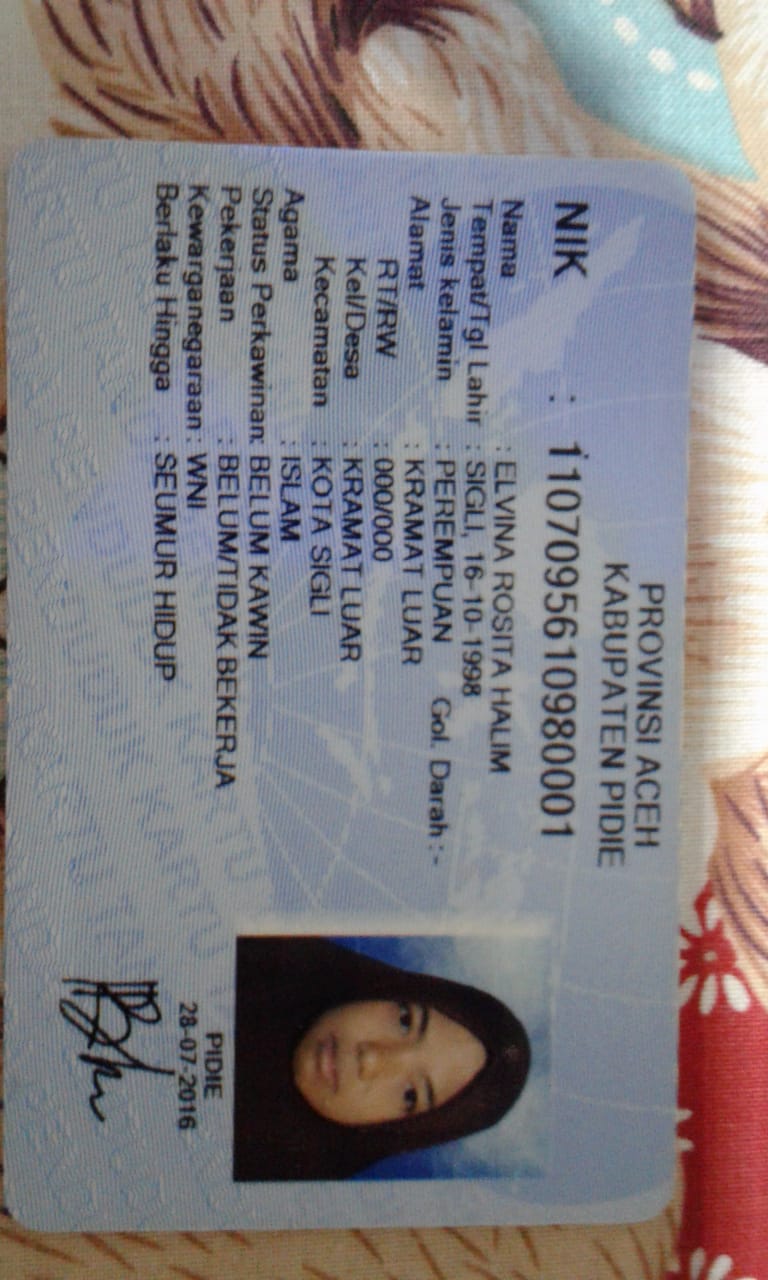 PROVINSI ACEH
KABUPATEN PIDIE
NIK : 1107095610980001
Nama : ELVINA ROSITA HALIM
Tempat/Tgl Lahir : SIGLI, 16-10-1998
Jenis kelamin : PEREMPUAN Gol. Darah :-
Alamat : KRAMAT LUAR
RT/RW : 000/000
Kel/Desa : KRAMAT LUAR
Kecamatan : KOTA SIGLI
Agama : ISLAM
Status Perkawinan: BELUM KAWIN
Pekerjaan : BELUM/TIDAK BEKERJA
Kewarganegaraan : WNI
Berlaku Hingga : SEUMUR HIDUP
PIDIE
28-07-2016